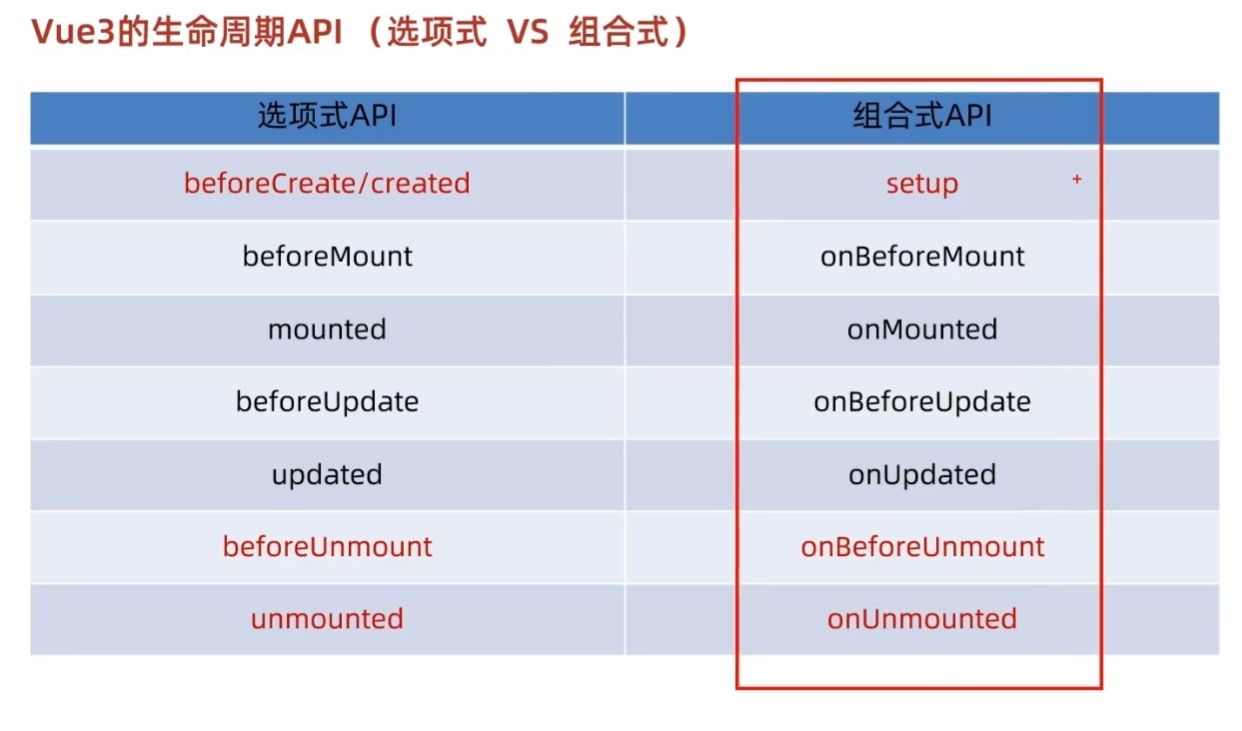 Vue3的生命周期API （选项式 VS 组合式）
选项式API 组合式API
beforeCreate/created setup
beforeMount onBeforeMount
mounted onMounted
beforeUpdate onBeforeUpdate
updated onUpdated
beforeUnmount onBeforeUnmount
unmounted onUnmounted